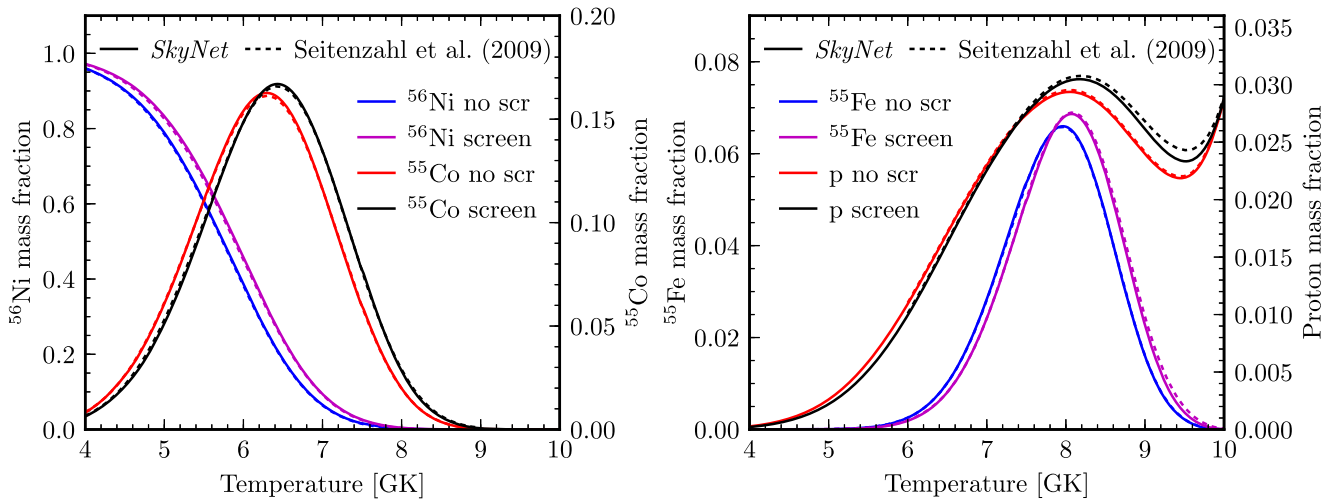 SkyNet Seitenzahl et al. (2009)
⁵⁶Ni no scr
⁵⁶Ni screen
⁵⁵Co no scr
⁵⁵Co screen
1.0
0.8
0.6
0.4
0.2
0.0
⁵⁶Ni mass fraction
0.20
0.15
0.10
0.05
0.00
⁵⁵Co mass fraction
4 5 6 7 8 9 10
Temperature [GK]
SkyNet Seitenzahl et al. (2009)
⁵⁵Fe no scr
⁵⁵Fe screen
p no scr
p screen
0.08
0.06
0.04
0.02
0.00
⁵⁵Fe mass fraction
0.035
0.030
0.025
0.020
0.015
0.010
0.005
0.000
Proton mass fraction
4 5 6 7 8 9 10
Temperature [GK]